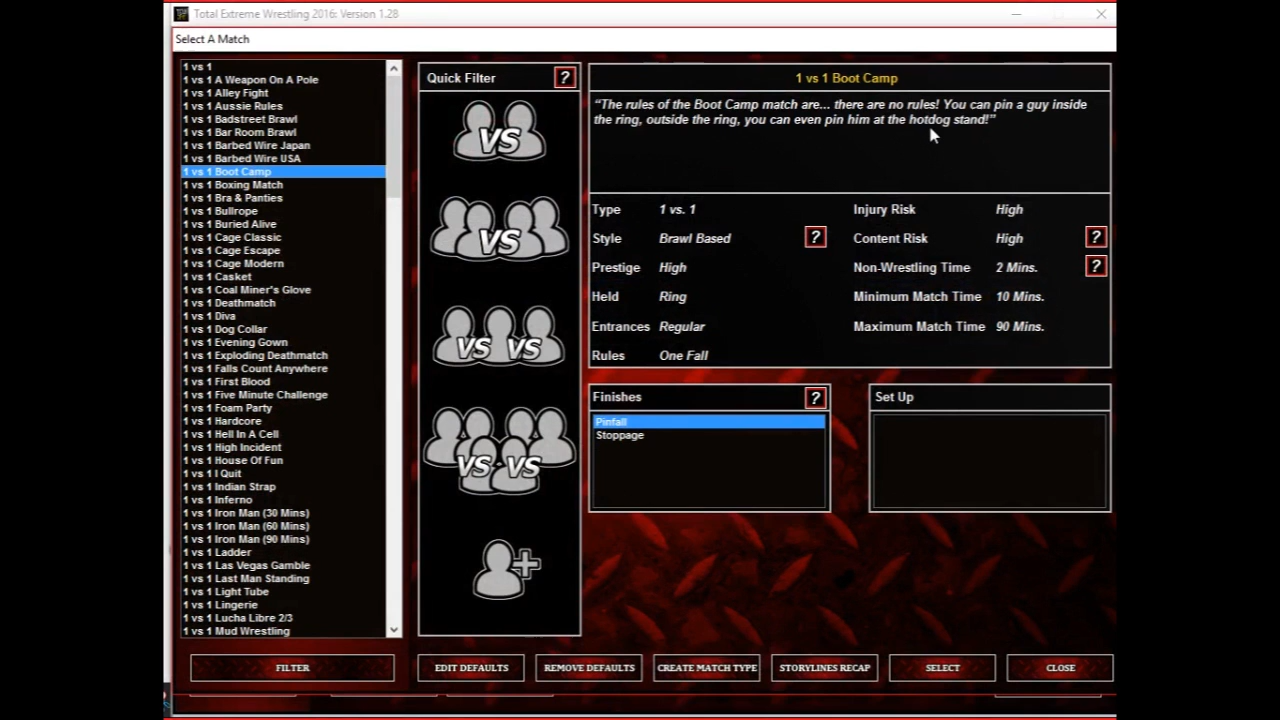 Total Extreme Wrestling 2016: Version 1.28
Select A Match
1 vs 1
1 vs 1 A Weapon On A Pole
1 vs 1 Alley Fight
1 vs 1 Aussie Rules
1 vs 1 Badstreet Brawl
1 vs 1 Bar Room Brawl
1 vs 1 Barbed Wire Japan
1 vs 1 Barbed Wire USA
1 vs 1 Boot Camp
1 vs 1 Boxing Match
1 vs 1 Bra & Panties
1 vs 1 Bullrope
1 vs 1 Buried Alive
1 vs 1 Cage Classic
1 vs 1 Cage Escape
1 vs 1 Cage Modern
1 vs 1 Casket
1 vs 1 Coal Miner's Glove
1 vs 1 Deathmatch
1 vs 1 Diva
1 vs 1 Dog Collar
1 vs 1 Evening Gown
1 vs 1 Exploding Deathmatch
1 vs 1 Falls Count Anywhere
1 vs 1 First Blood
1 vs 1 Five Minute Challenge
1 vs 1 Foam Party
1 vs 1 Hardcore
1 vs 1 Hell In A Cell
1 vs 1 High Incident
1 vs 1 House Of Fun
1 vs 1 I Quit
1 vs 1 Indian Strap
1 vs 1 Inferno
1 vs 1 Iron Man (30 Mins)
1 vs 1 Iron Man (60 Mins)
1 vs 1 Iron Man (90 Mins)
1 vs 1 Ladder
1 vs 1 Las Vegas Gamble
1 vs 1 Last Man Standing
1 vs 1 Light Tube
1 vs 1 Lingerie
1 vs 1 Lucha Libre 2/3
1 vs 1 Mud Wrestling
FILTER
Quick Filter ?
VS
VS
VS VS
VS VS
1 vs 1 Boot Camp
“The rules of the Boot Camp match are... there are no rules! You can pin a guy inside
the ring, outside the ring, you can even pin him at the hotdog stand!”
Type 1 vs. 1 Injury Risk High
Style Brawl Based ? Content Risk High ?
Prestige High Non-Wrestling Time 2 Mins. ?
Held Ring Minimum Match Time 10 Mins.
Entrances Regular Maximum Match Time 90 Mins.
Rules One Fall
Finishes ?
Pinfall
Stoppage
Set Up
EDIT DEFAULTS REMOVE DEFAULTS CREATE MATCH TYPE STORYLINES RECAP SELECT CLOSE